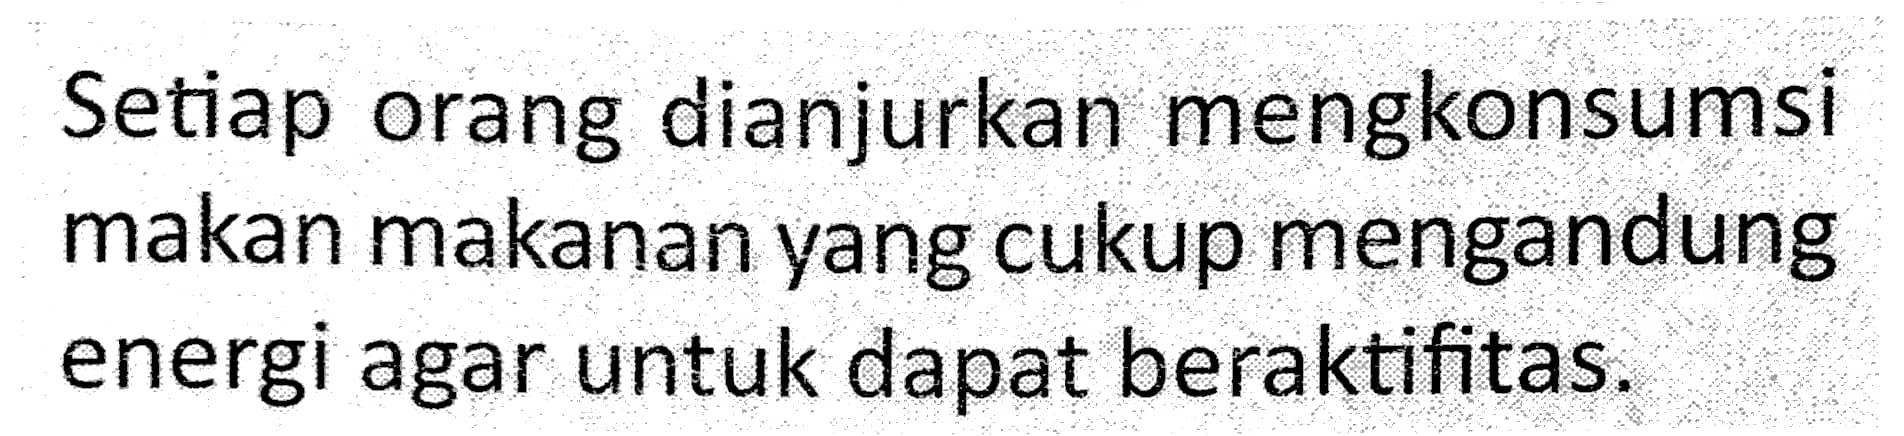 Setiap orang dianjurkan mengkonsumsi
makan makanan yang cukup mengandung
energi agar untuk dapat beraktifitas.